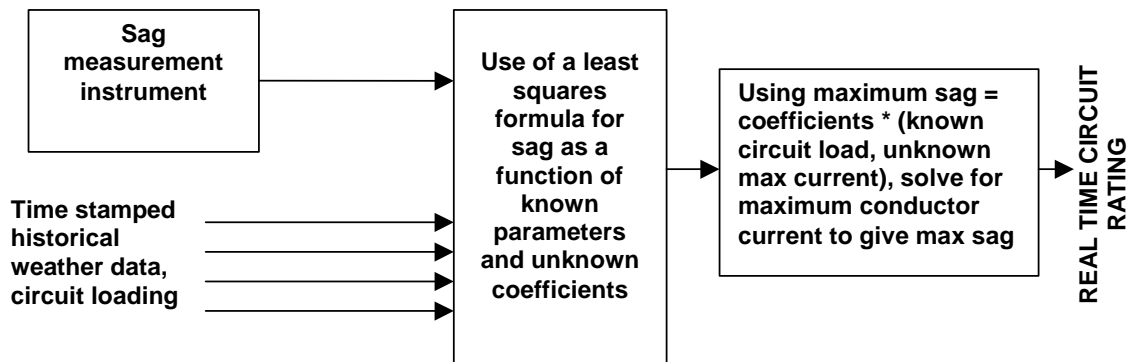 Sag
measurement
instrument
Time stamped
historical
weather data,
circuit loading
Use of a least
squares
formula for
sag as a
function of
known
parameters
and unknown
coefficients
Using maximum sag =
coefficients * (known
circuit load, unknown
max current), solve for
maximum conductor
current to give max sag
REAL TIME CIRCUIT
RATING